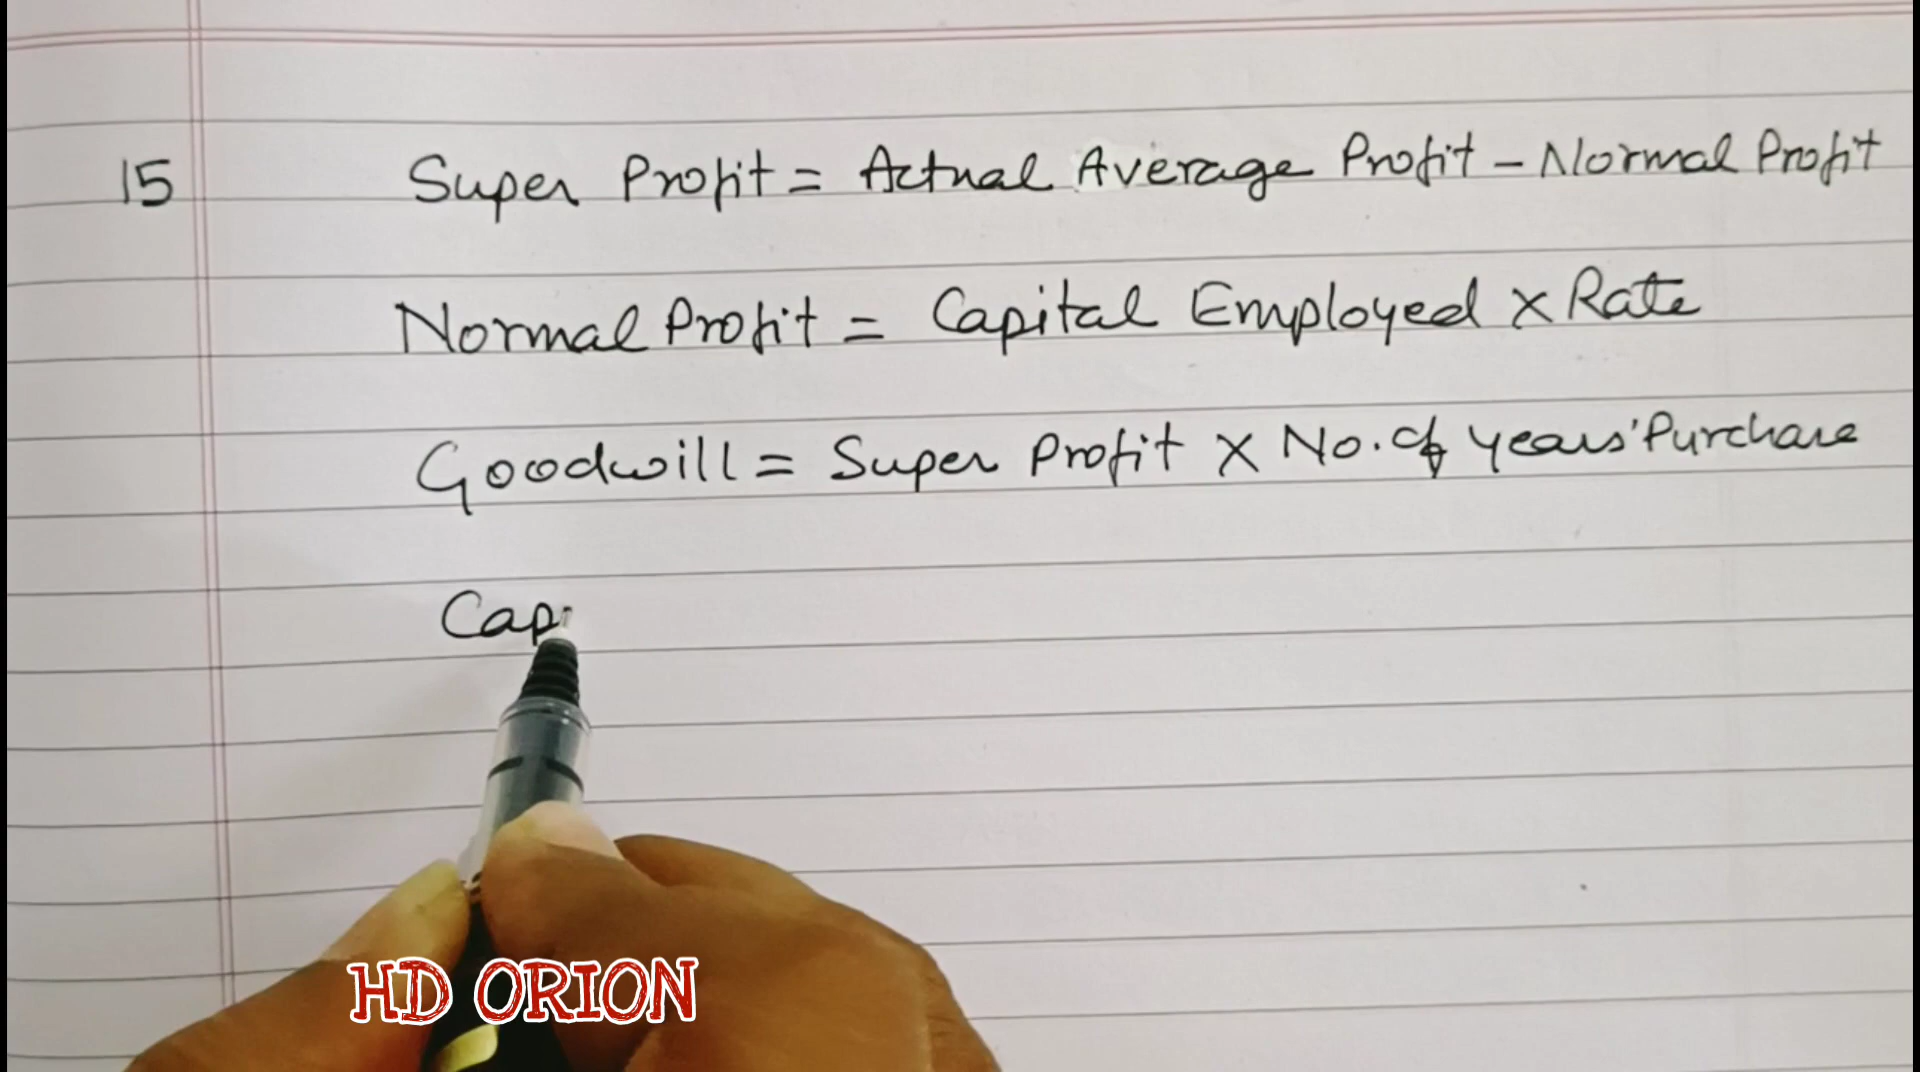 15 Super Profit = Actual Average Profit - Normal Profit
Normal Profit = Capital Employed x Rate
Goodwill = Super Profit x No. of years' Purchase
Cap
HD ORION